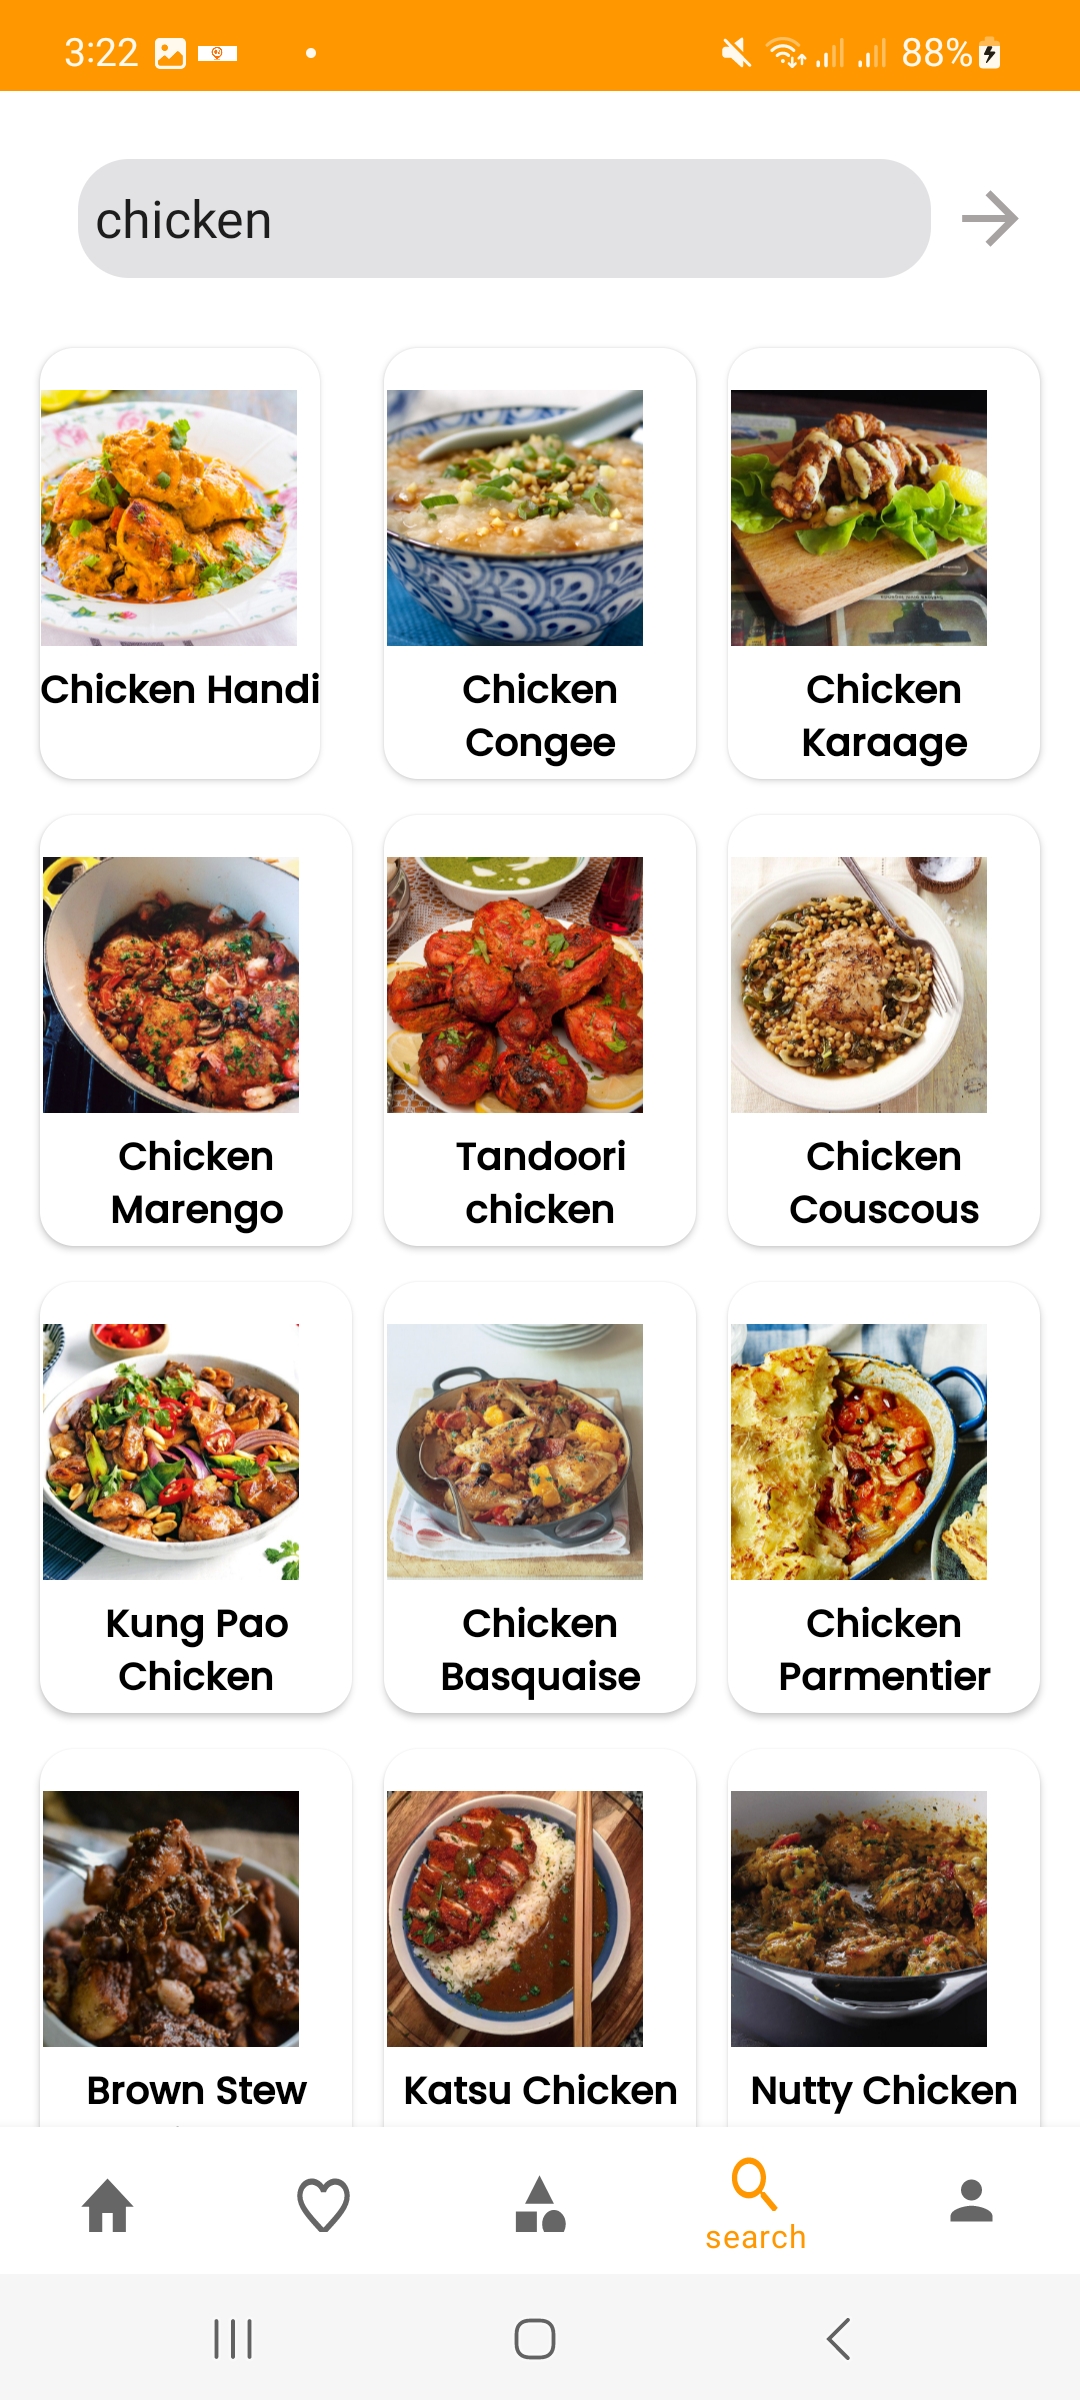 3:22
88%
chicken
Chicken Handi
Chicken
Congee
Chicken
Karaage
Chicken
Marengo
Tandoori
chicken
Chicken
Couscous
Kung Pao
Chicken
Chicken
Basquaise
Chicken
Parmentier
Brown Stew
Katsu Chicken
Nutty Chicken
search